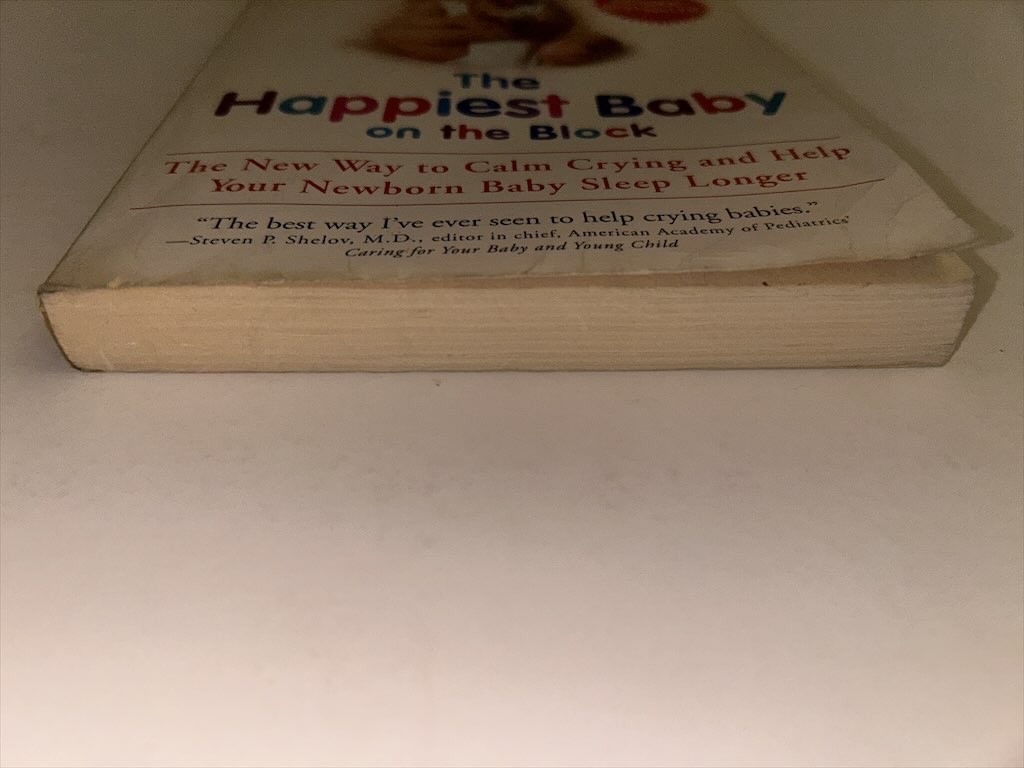 The
Happiest Baby
on the Block
The New Way to Calm Crying and Help
Your Newborn Baby Sleep Longer
“The best way I’ve ever seen to help crying babies.”
—Steven P. Shelov, M.D., editor in chief, American Academy of Pediatrics’
Caring for Your Baby and Young Child